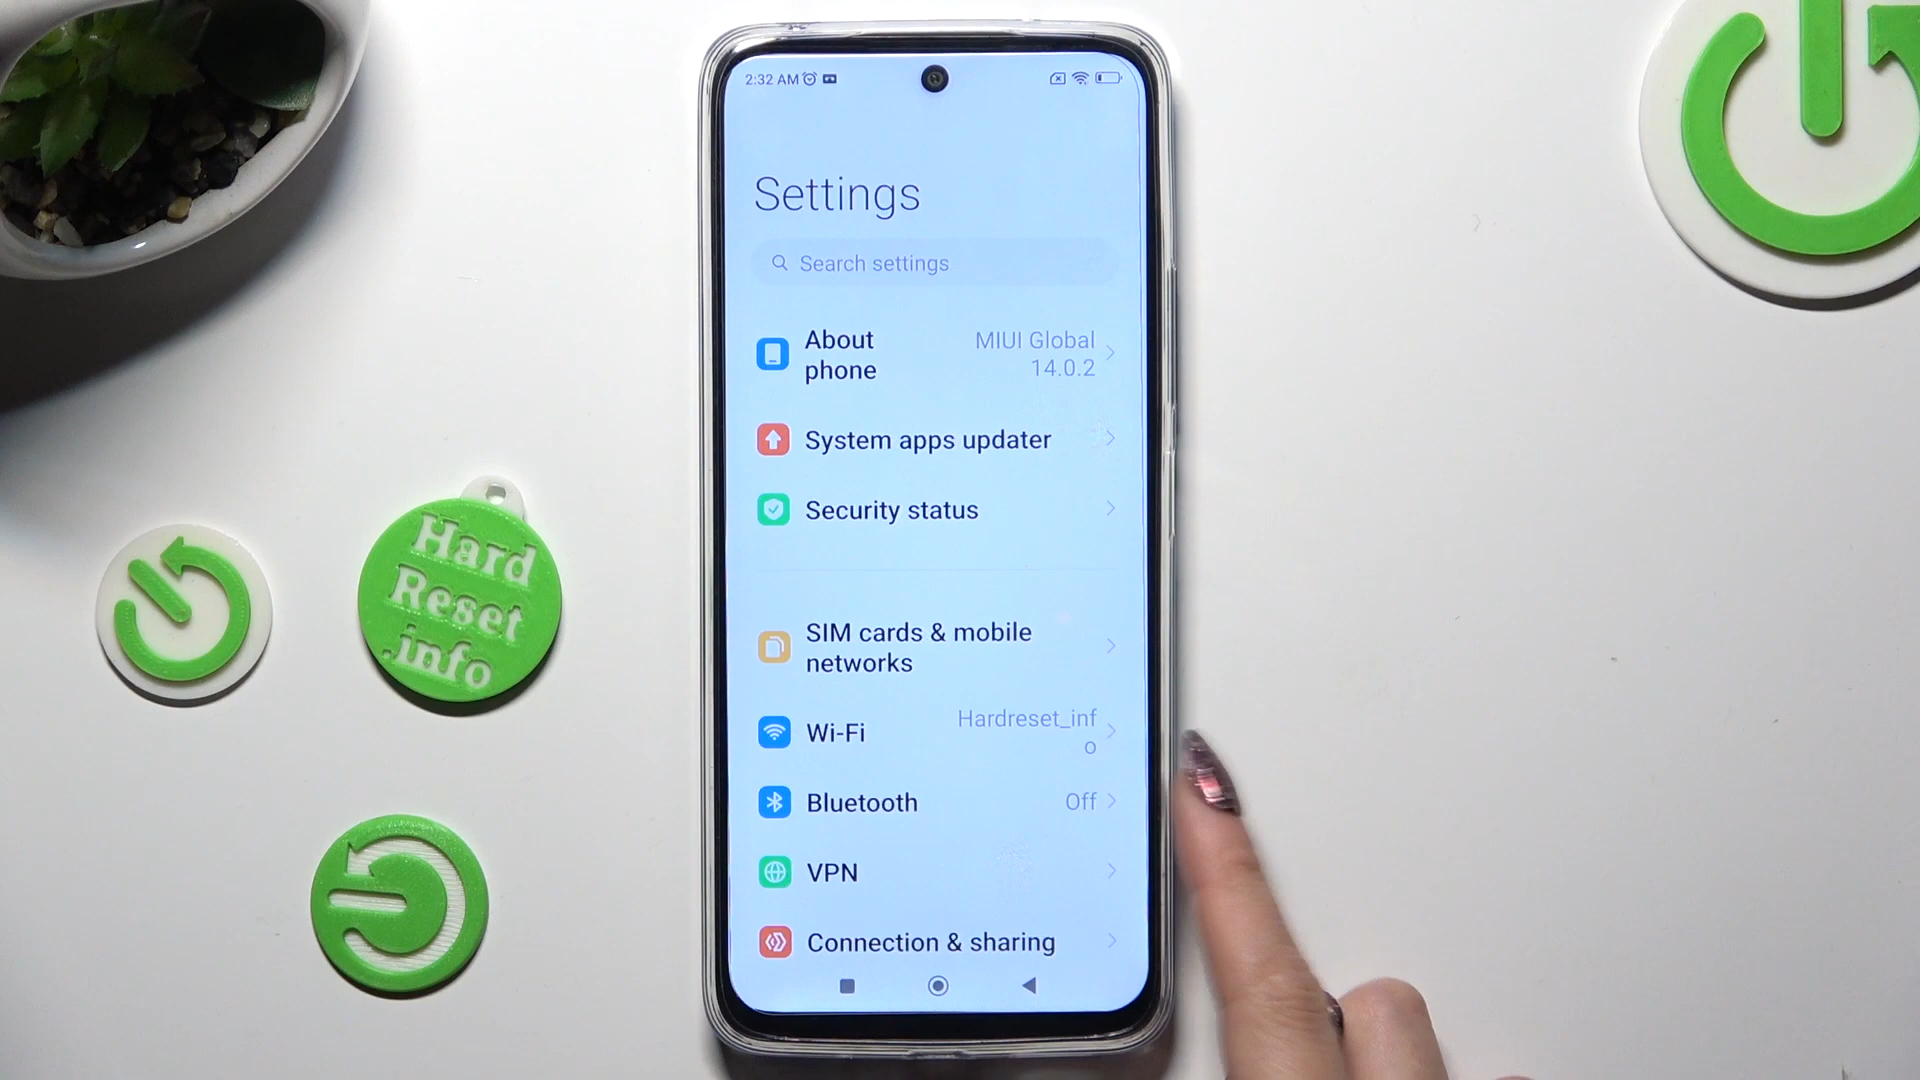 2:32 AM
Settings
Search settings
About
phone
MIUI Global
14.0.2
System apps updater
Security status
SIM cards & mobile
networks
Wi-Fi
Hardreset_inf
o
Bluetooth
Off
VPN
Connection & sharing
Hard
Reset
.info